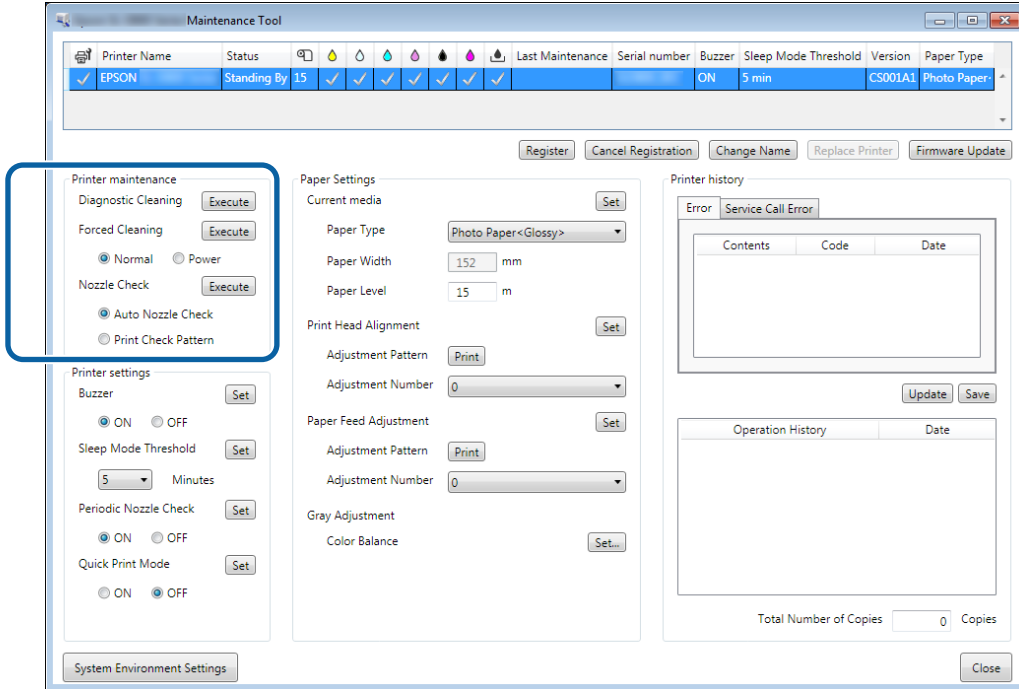 Maintenance Tool
Printer Name Status Last Maintenance Serial number Buzzer Sleep Mode Threshold Version Paper Type
EPSON Standing By 15 ON 5 min CS001A1 Photo Paper-
Register Cancel Registration Change Name Replace Printer Firmware Update
Printer maintenance
Diagnostic Cleaning Execute
Forced Cleaning Execute
Normal Power
Nozzle Check Execute
Auto Nozzle Check
Print Check Pattern
Printer settings
Buzzer Set
ON OFF
Sleep Mode Threshold Set
5 Minutes
Periodic Nozzle Check Set
ON OFF
Quick Print Mode Set
ON OFF
Paper Settings
Current media Set
Paper Type Photo Paper<Glossy>
Paper Width 152 mm
Paper Level 15 m
Print Head Alignment Set
Adjustment Pattern Print
Adjustment Number 0
Paper Feed Adjustment Set
Adjustment Pattern Print
Adjustment Number 0
Gray Adjustment
Color Balance Set...
Printer history
Error Service Call Error
Contents Code Date
Update Save
Operation History Date
Total Number of Copies 0 Copies
System Environment Settings Close